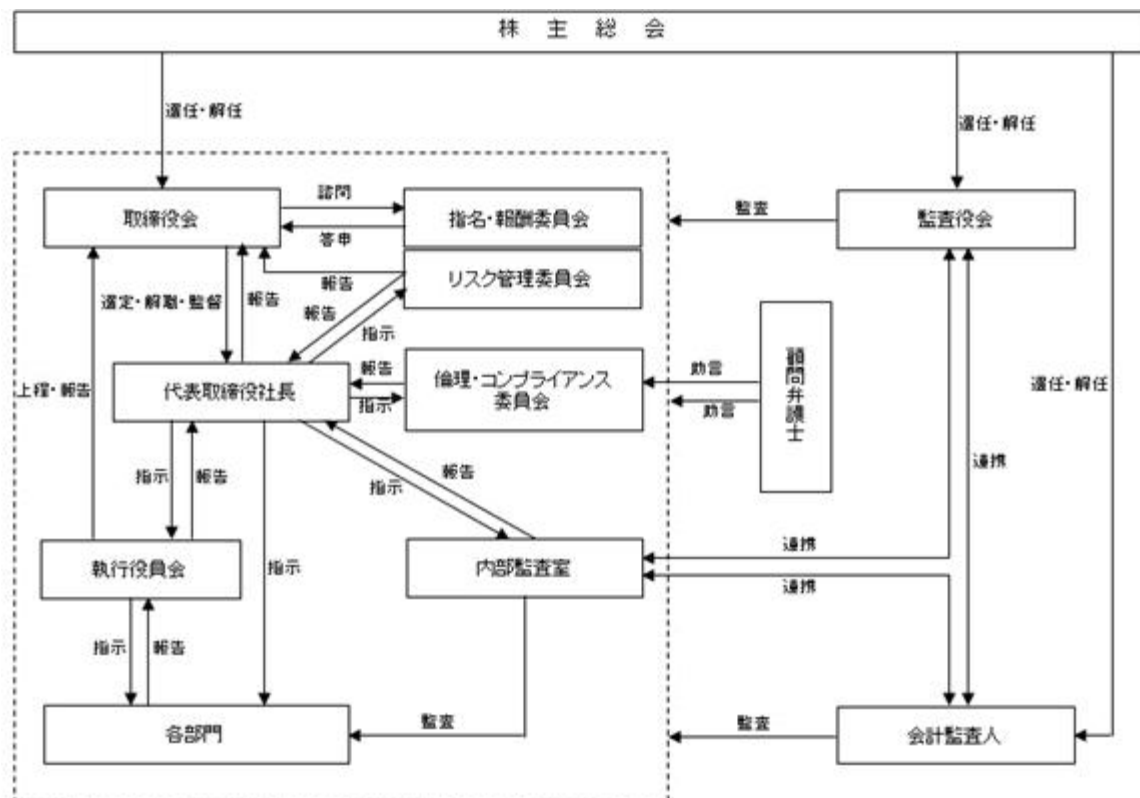 株 主 総 会
選任・解任
選任・解任
取締役会
諮問
答申
指名・報酬委員会
監査
監査役会
報告
リスク管理委員会
選定・解職・監督
報告
報告
指示
顧問弁護士
上程・報告
代表取締役社長
報告
指示
倫理・コンプライアンス
委員会
助言
助言
選任・解任
連携
指示
報告
指示
報告
指示
執行役員会
内部監査室
連携
連携
指示
報告
各部門
監査
監査
会計監査人